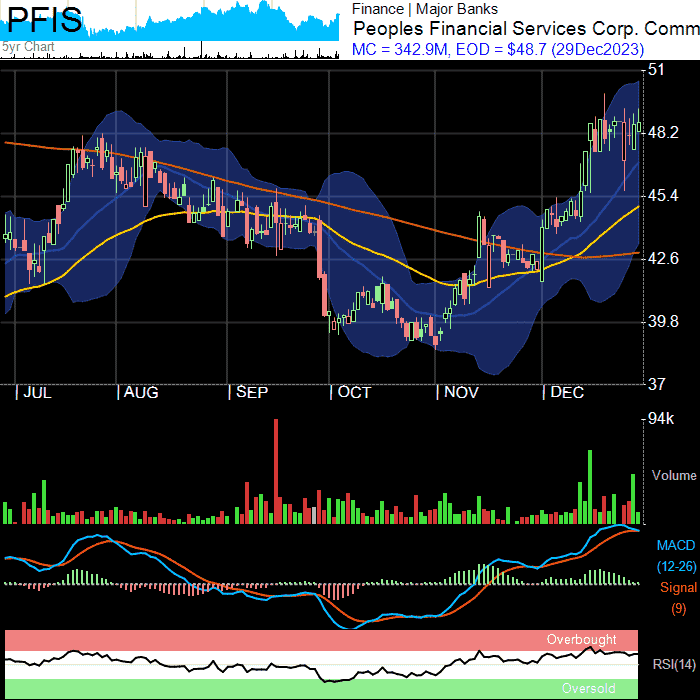 PFIS
5yr Chart
Finance | Major Banks
Peoples Financial Services Corp. Comm
MC = 342.9M, EOD = $48.7 (29Dec2023)
51
48.2
45.4
42.6
39.8
37
| JUL | AUG | SEP | OCT | NOV | DEC
94k
Volume
MACD
(12-26)
Signal
(9)
Overbought
RSI(14)
Oversold